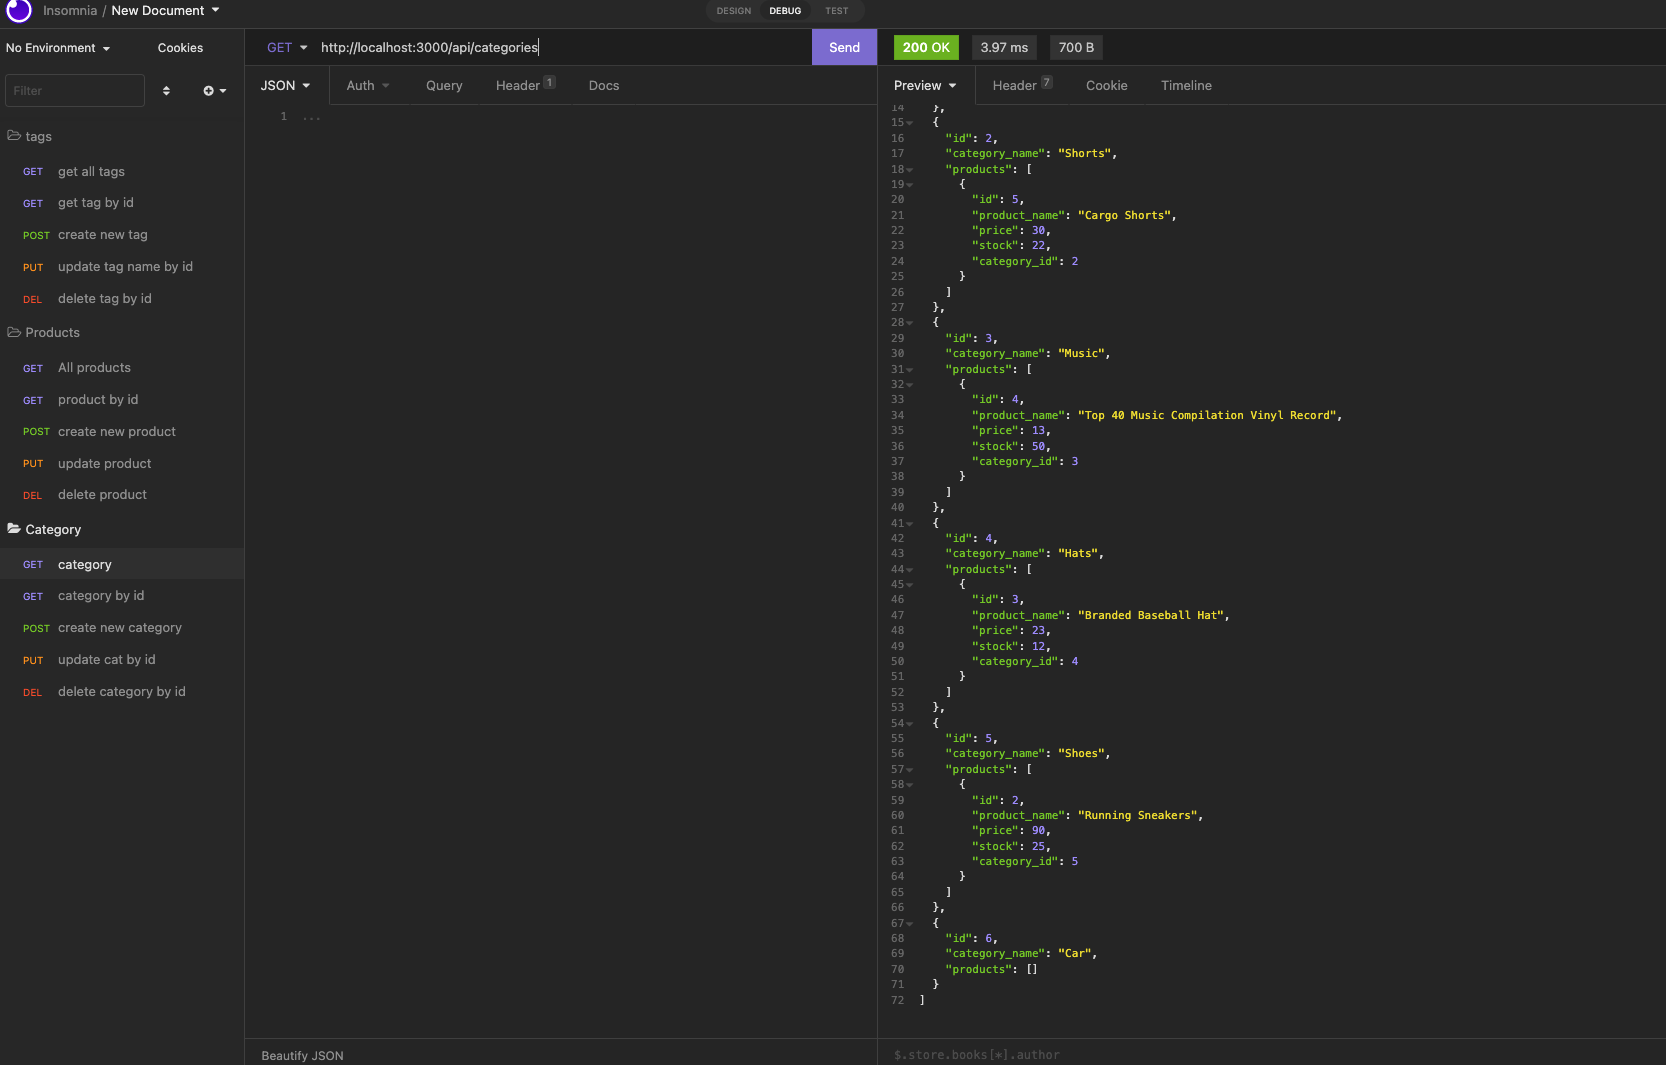 Insomnia / New Document
DESIGN DEBUG TEST
No Environment Cookies
GET http://localhost:3000/api/categories Send
200 OK 3.97 ms 700 B
Filter
JSON Auth Query Header 1 Docs
Preview Header 7 Cookie Timeline
tags
GET get all tags
GET get tag by id
POST create new tag
PUT update tag name by id
DEL delete tag by id
Products
GET All products
GET product by id
POST create new product
PUT update product
DEL delete product
Category
GET category
GET category by id
POST create new category
PUT update cat by id
DEL delete category by id
1 ...
Beautify JSON
14 },
15 {
16 "id": 2,
17 "category_name": "Shorts",
18 "products": [
19 {
20 "id": 5,
21 "product_name": "Cargo Shorts",
22 "price": 30,
23 "stock": 22,
24 "category_id": 2
25 }
26 ]
27 },
28 {
29 "id": 3,
30 "category_name": "Music",
31 "products": [
32 {
33 "id": 4,
34 "product_name": "Top 40 Music Compilation Vinyl Record",
35 "price": 13,
36 "stock": 50,
37 "category_id": 3
38 }
39 ]
40 },
41 {
42 "id": 4,
43 "category_name": "Hats",
44 "products": [
45 {
46 "id": 3,
47 "product_name": "Branded Baseball Hat",
48 "price": 23,
49 "stock": 12,
50 "category_id": 4
51 }
52 ]
53 },
54 {
55 "id": 5,
56 "category_name": "Shoes",
57 "products": [
58 {
59 "id": 2,
60 "product_name": "Running Sneakers",
61 "price": 90,
62 "stock": 25,
63 "category_id": 5
64 }
65 ]
66 },
67 {
68 "id": 6,
69 "category_name": "Car",
70 "products": []
71 }
72 ]
$.store.books[*].author